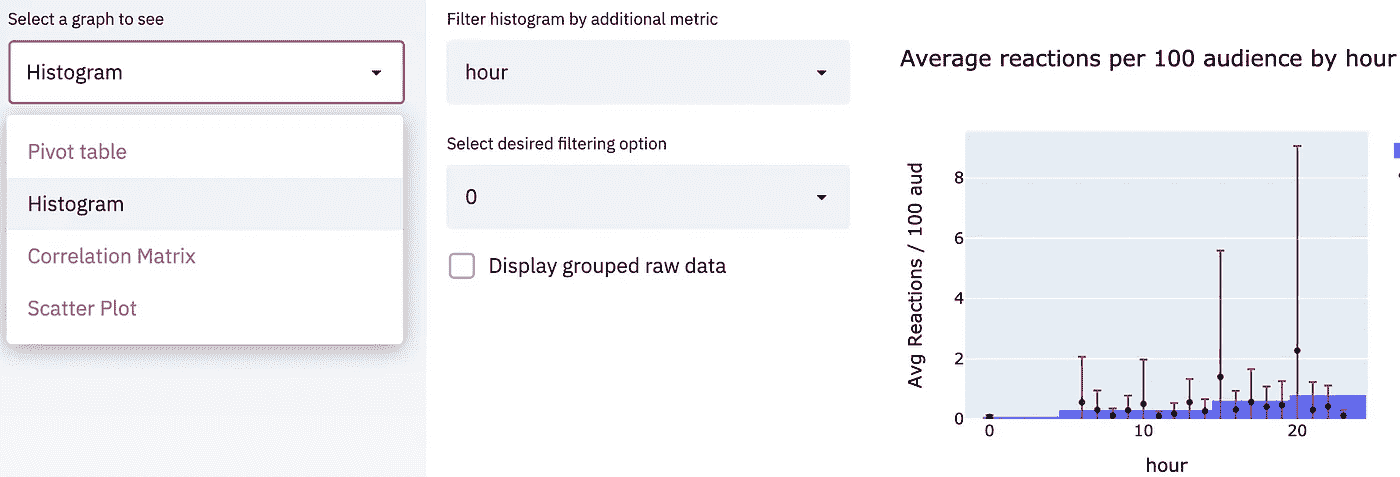 Select a graph to see
Histogram
Pivot table
Histogram
Correlation Matrix
Scatter Plot
Filter histogram by additional metric
hour
Select desired filtering option
0
Display grouped raw data
Average reactions per 100 audience by hour
Avg Reactions / 100 aud
8
6
4
2
0
0 10 20
hour